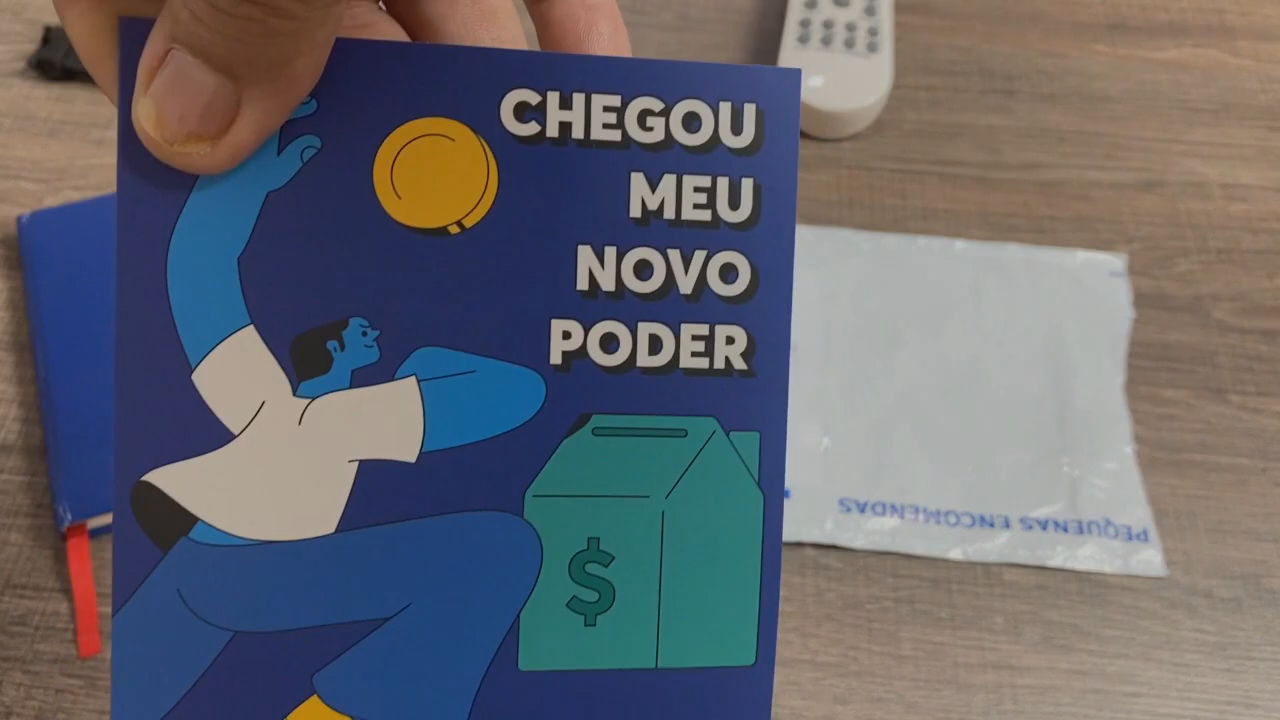 CHEGOU
MEU
NOVO
PODER
$
PEQUENAS ENCOMENDAS